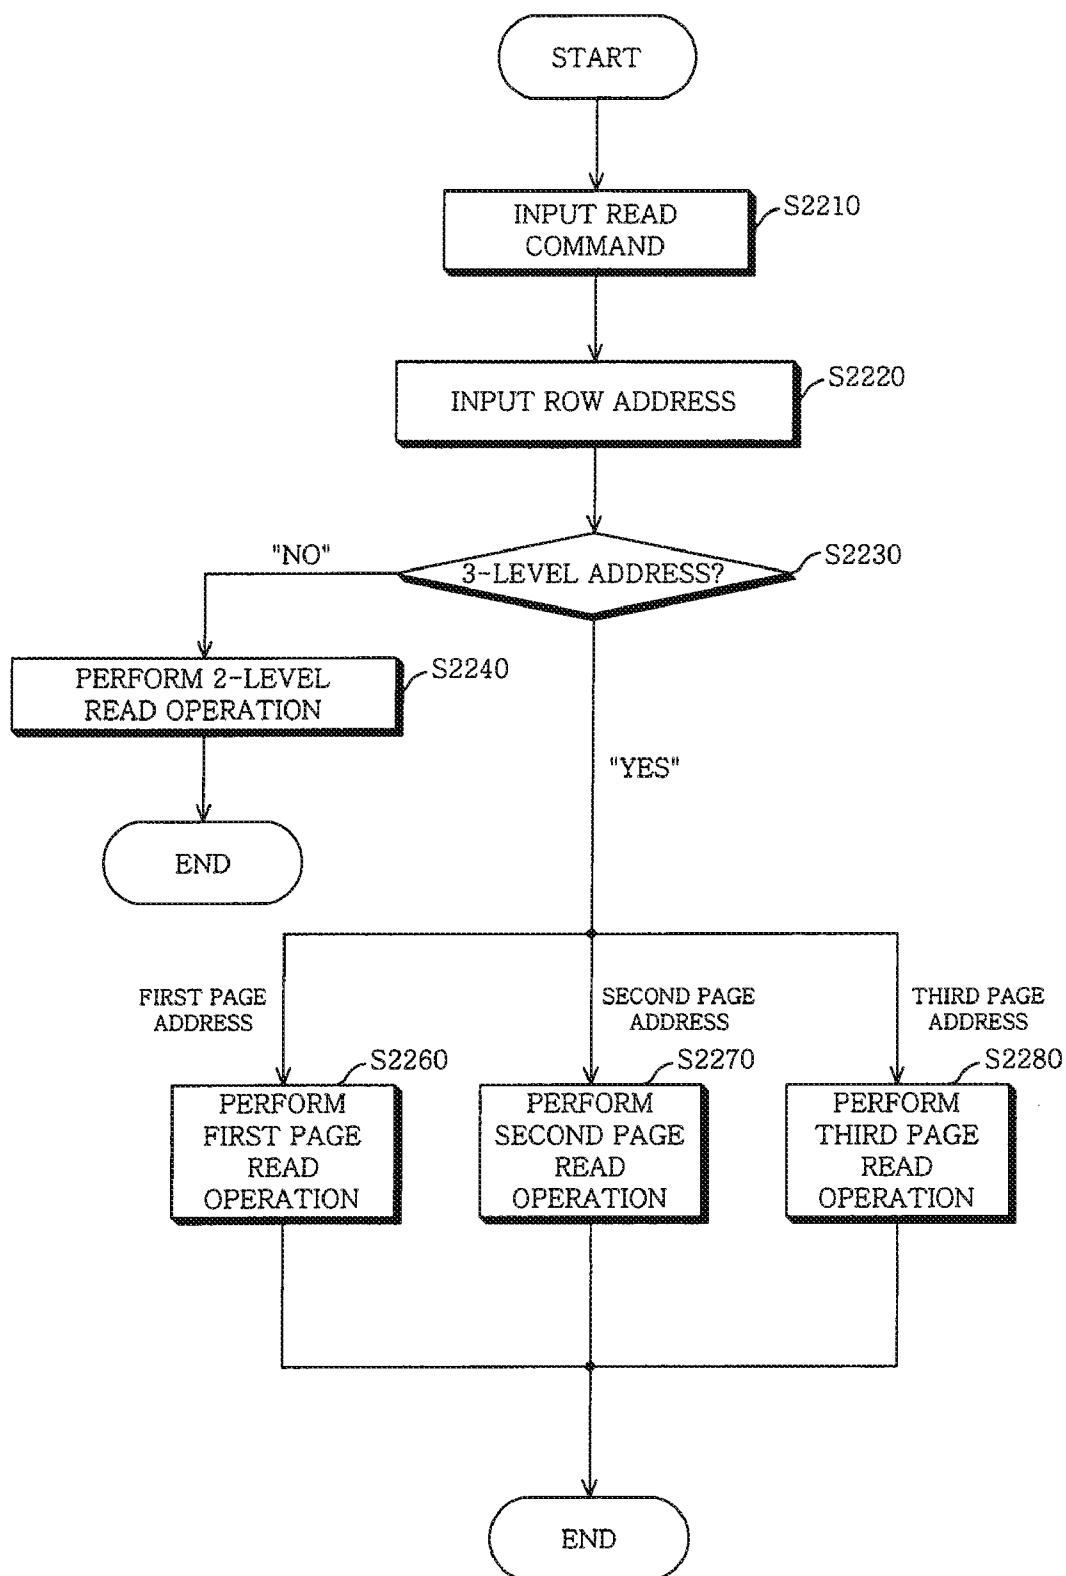 START
INPUT READ
COMMAND
S2210
INPUT ROW ADDRESS
S2220
3-LEVEL ADDRESS?
S2230
"NO"
PERFORM 2-LEVEL
READ OPERATION
S2240
"YES"
END
FIRST PAGE
ADDRESS
SECOND PAGE
ADDRESS
THIRD PAGE
ADDRESS
S2260
PERFORM
FIRST PAGE
READ
OPERATION
S2270
PERFORM
SECOND PAGE
READ
OPERATION
S2280
PERFORM
THIRD PAGE
READ
OPERATION
END